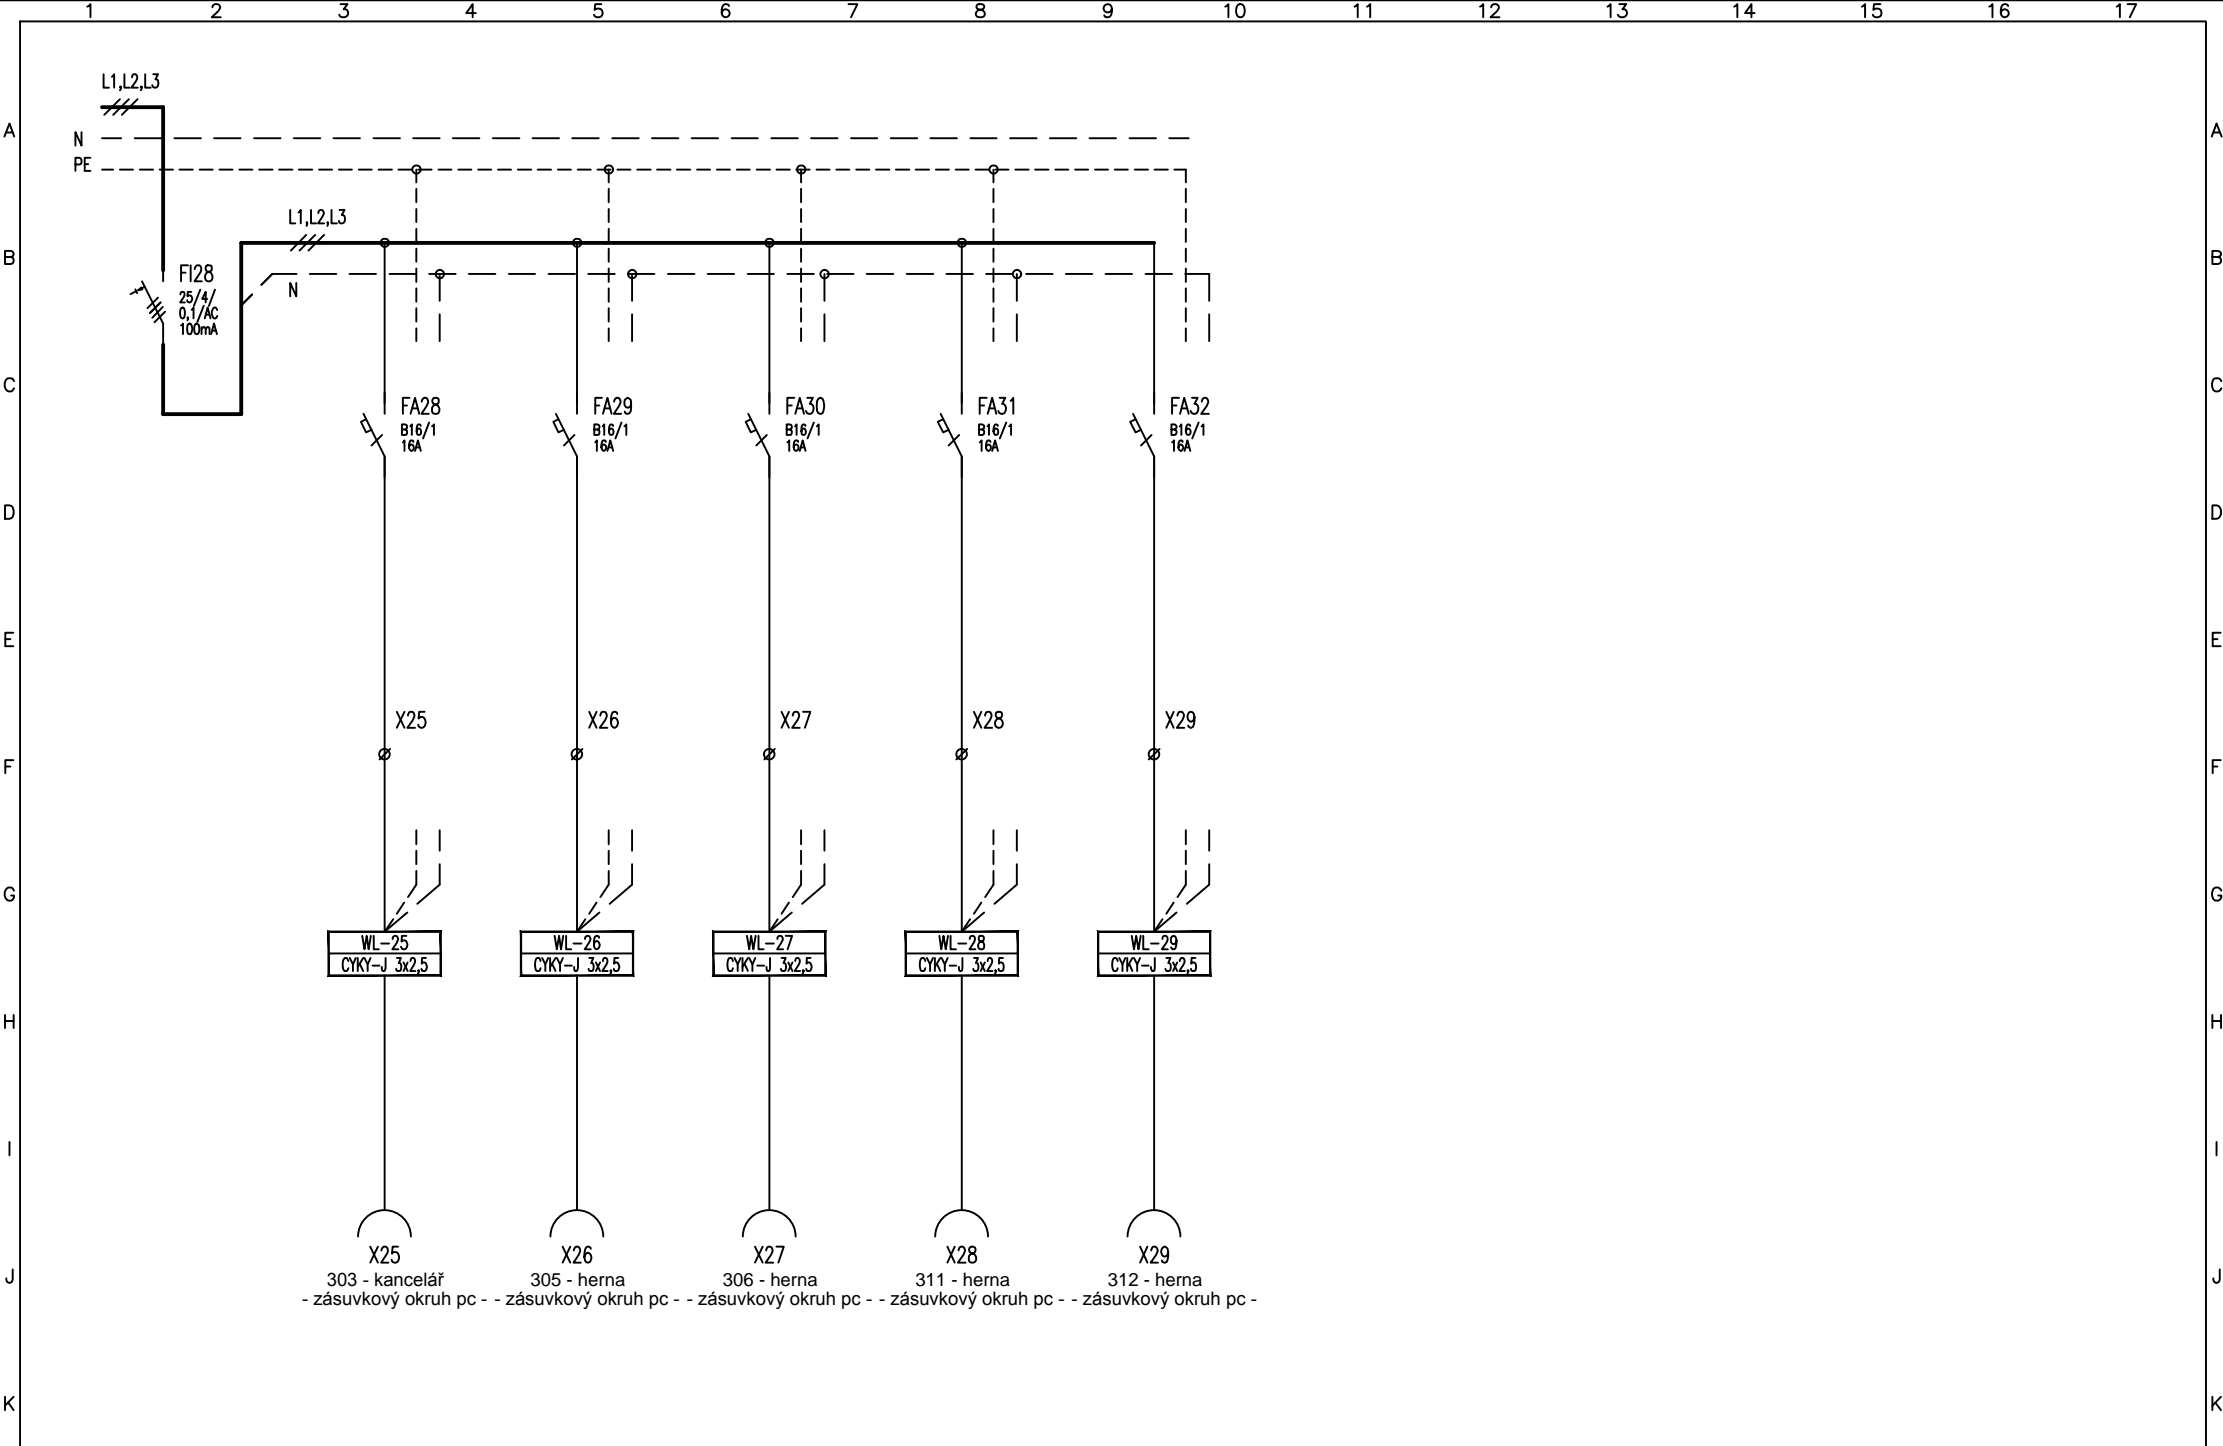 1 2 3 4 5 6 7 8 9 10 11 12 13 14 15 16 17
L1,L2,L3
A A
N
PE
L1,L2,L3
B B
FI28
N
25/4/
0,1/AC
100mA
C C
FA28 FA29 FA30 FA31 FA32
B16/1 B16/1 B16/1 B16/1 B16/1
16A 16A 16A 16A 16A
D D
E E
X25 X26 X27 X28 X29
F F
G G
WL-25 WL-26 WL-27 WL-28 WL-29
CYKY-J 3x2,5 CYKY-J 3x2,5 CYKY-J 3x2,5 CYKY-J 3x2,5 CYKY-J 3x2,5
H H
I I
X25 X26 X27 X28 X29
J J
303 - kancelář 305 - herna 306 - herna 311 - herna 312 - herna
- zásuvkový okruh pc - - zásuvkový okruh pc - - zásuvkový okruh pc - - zásuvkový okruh pc - - zásuvkový okruh pc -
K K